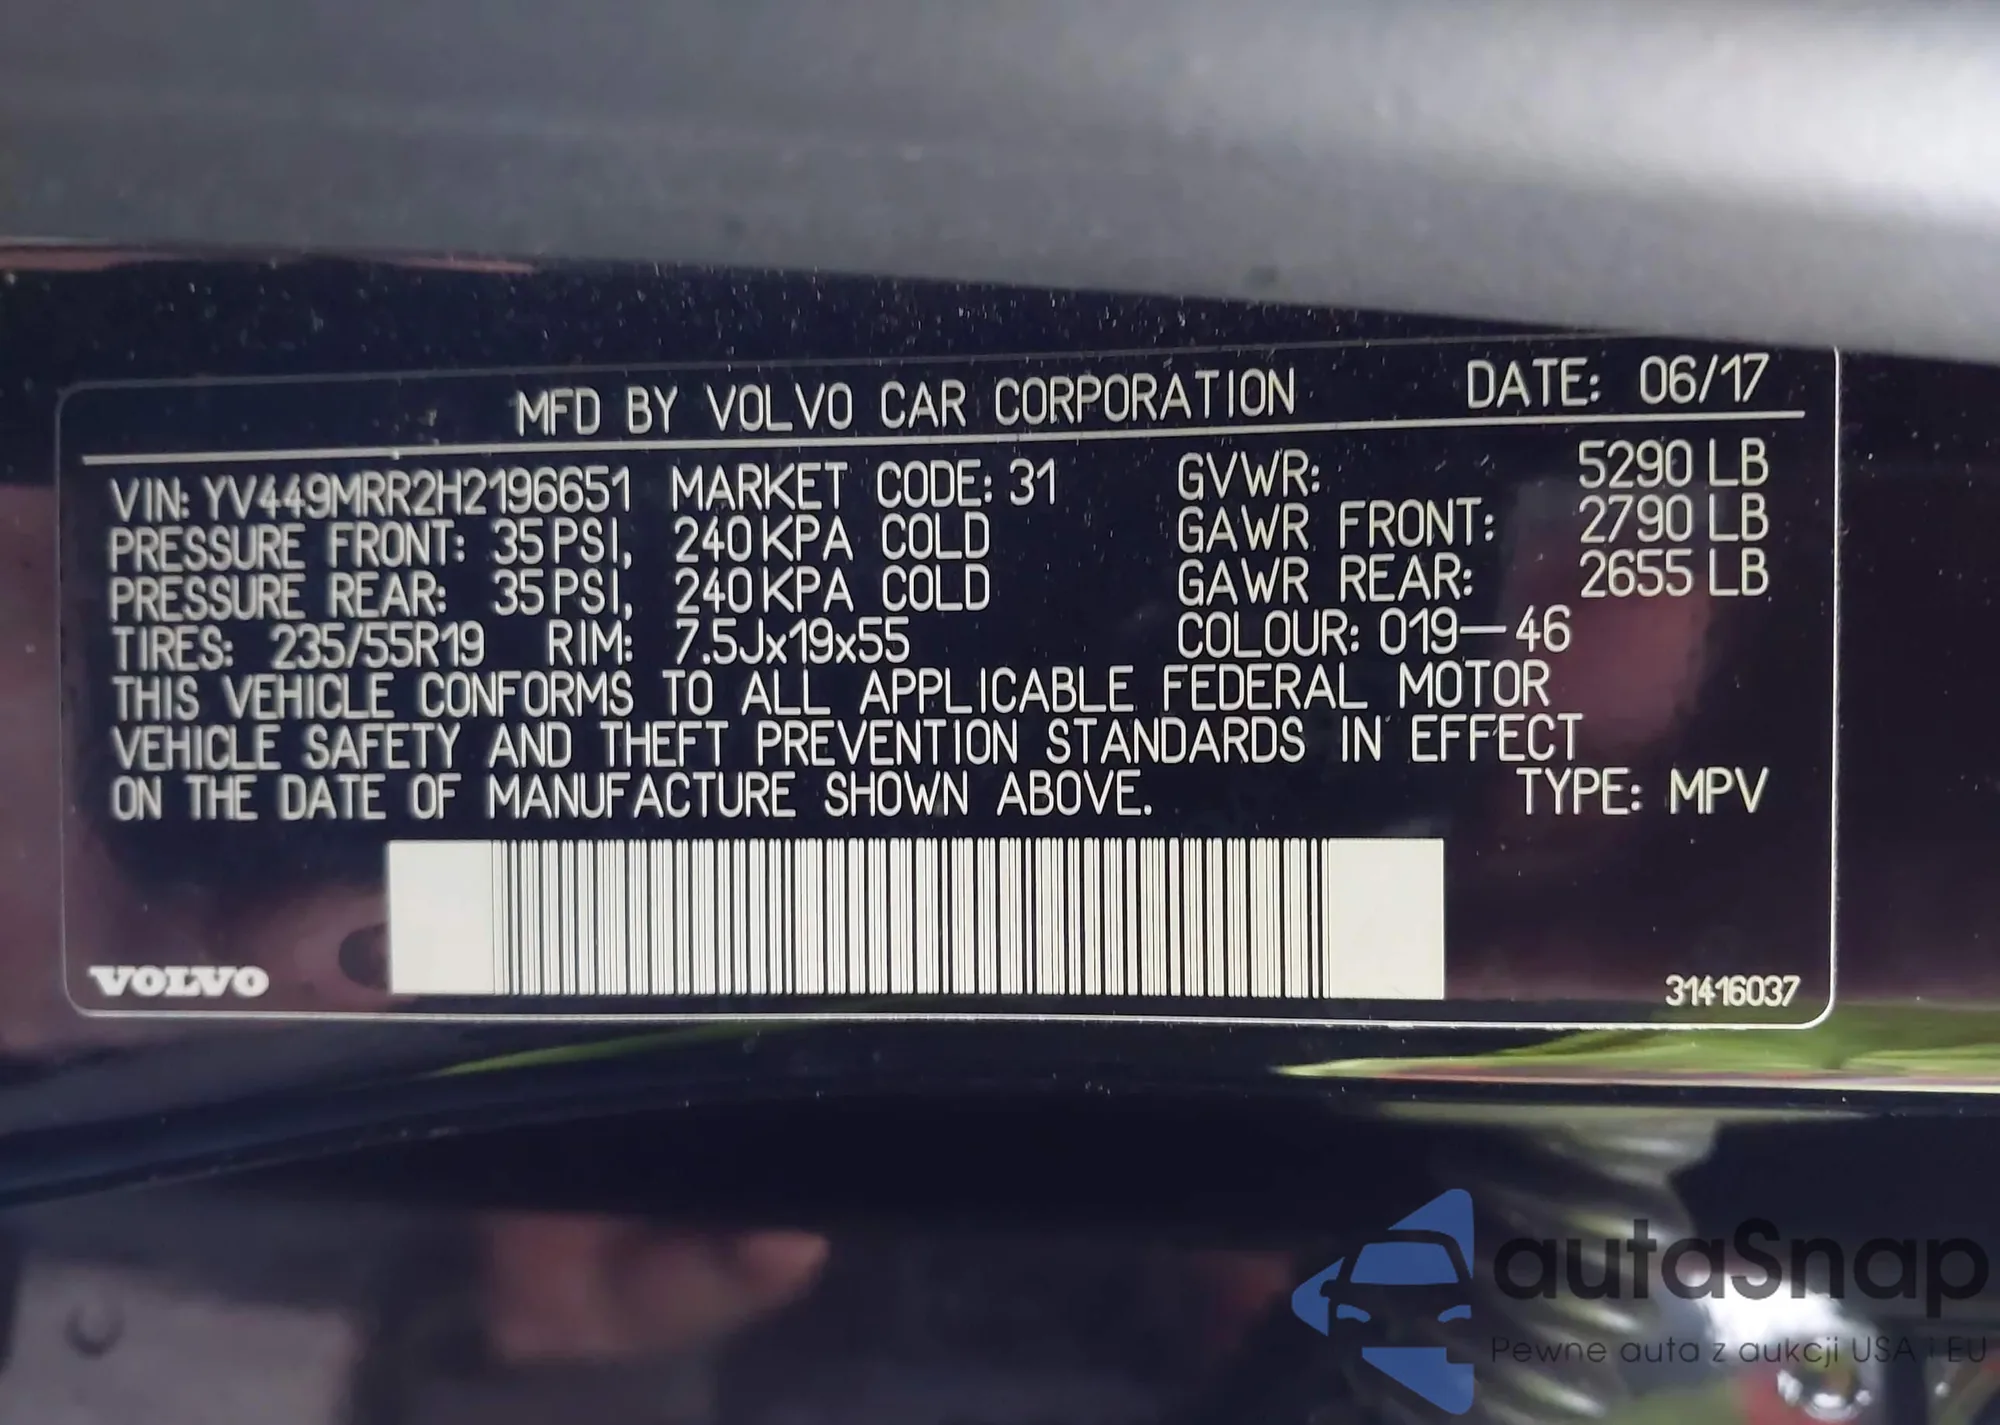 MFD BY VOLVO CAR CORPORATION DATE: 06/17
VIN: YV449MRR2H2196651 MARKET CODE: 31 GVWR: 5290 LB
PRESSURE FRONT: 35 PSI, 240 KPA COLD GAWR FRONT: 2790 LB
PRESSURE REAR: 35 PSI, 240 KPA COLD GAWR REAR: 2655 LB
TIRES: 235/55R19 RIM: 7.5Jx19x55 COLOUR: 019-46
THIS VEHICLE CONFORMS TO ALL APPLICABLE FEDERAL MOTOR
VEHICLE SAFETY AND THEFT PREVENTION STANDARDS IN EFFECT
ON THE DATE OF MANUFACTURE SHOWN ABOVE. TYPE: MPV
VOLVO 31416037
autaSnap
Pewne auta z aukcji USA i EU